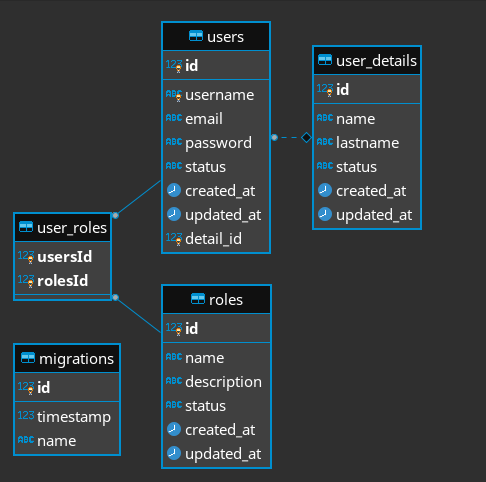 users
123 id
ABC username
ABC email
ABC password
ABC status
created_at
updated_at
123 detail_id
user_details
123 id
ABC name
ABC lastname
ABC status
created_at
updated_at
user_roles
123 usersId
123 rolesId
roles
123 id
ABC name
ABC description
ABC status
created_at
updated_at
migrations
123 id
123 timestamp
ABC name